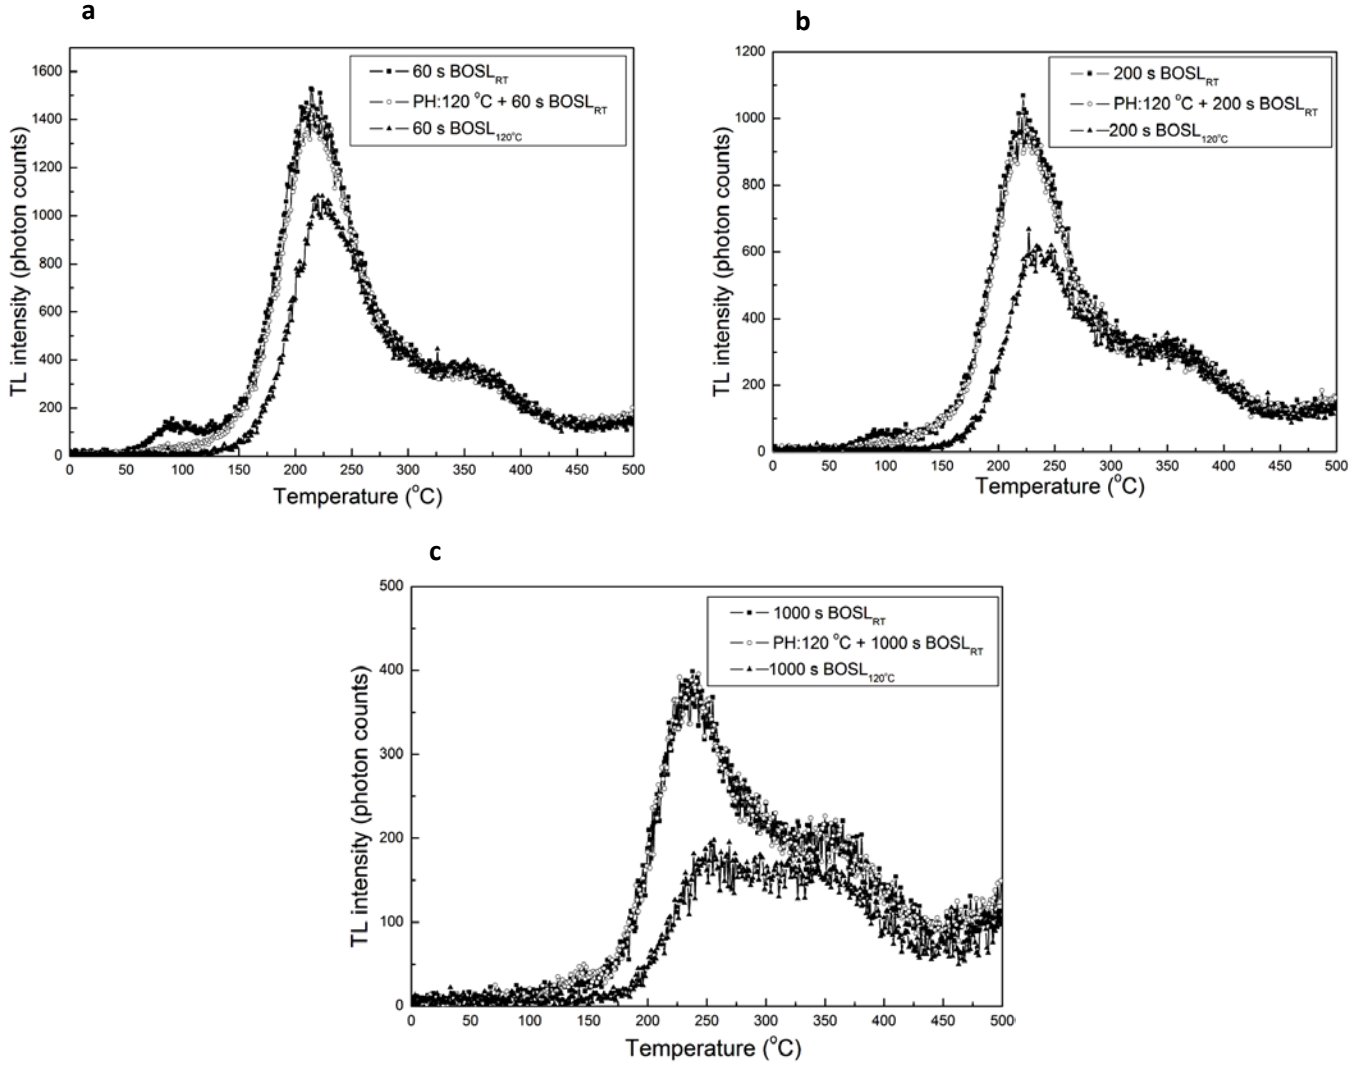 a
1600
1400
1200
1000
800
600
400
200
0
TL intensity (photon counts)
60 s BOSL_RT
PH:120 °C + 60 s BOSL_RT
60 s BOSL_120°C
0 50 100 150 200 250 300 350 400 450 500
Temperature (°C)
b
1200
1000
800
600
400
200
0
TL intensity (photon counts)
200 s BOSL_RT
PH:120 °C + 200 s BOSL_RT
200 s BOSL_120°C
0 50 100 150 200 250 300 350 400 450 500
Temperature (°C)
c
500
400
300
200
100
0
TL intensity (photon counts)
1000 s BOSL_RT
PH:120 °C + 1000 s BOSL_RT
1000 s BOSL_120°C
0 50 100 150 200 250 300 350 400 450 500
Temperature (°C)